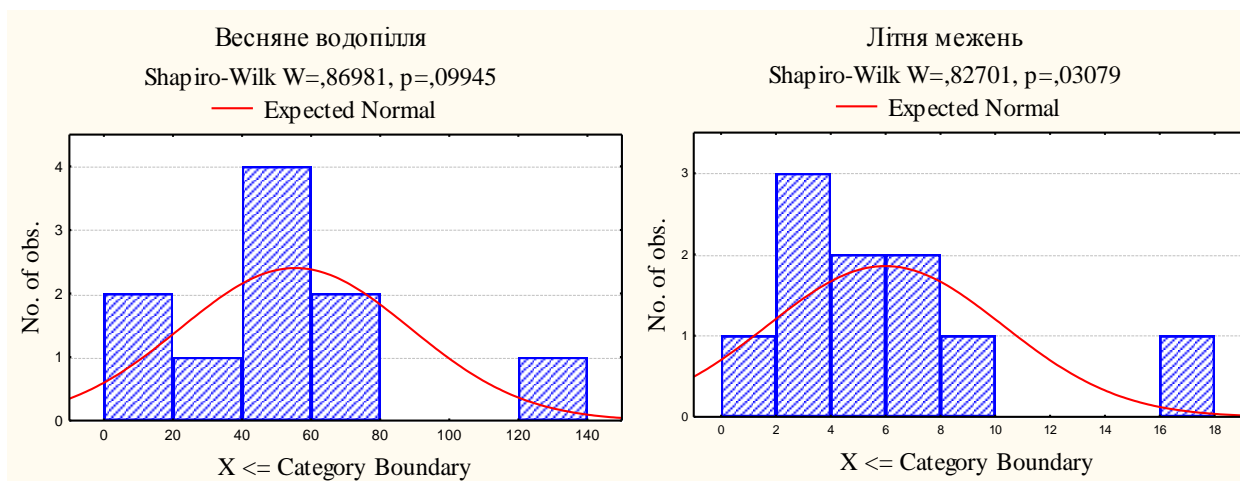 Весняне водопілля
Shapiro-Wilk W=,86981, p=,09945
Expected Normal
4
3
2
1
0
No. of obs.
0 20 40 60 80 100 120 140
X <= Category Boundary
Літня межень
Shapiro-Wilk W=,82701, p=,03079
Expected Normal
3
2
1
0
No. of obs.
0 2 4 6 8 10 12 14 16 18
X <= Category Boundary